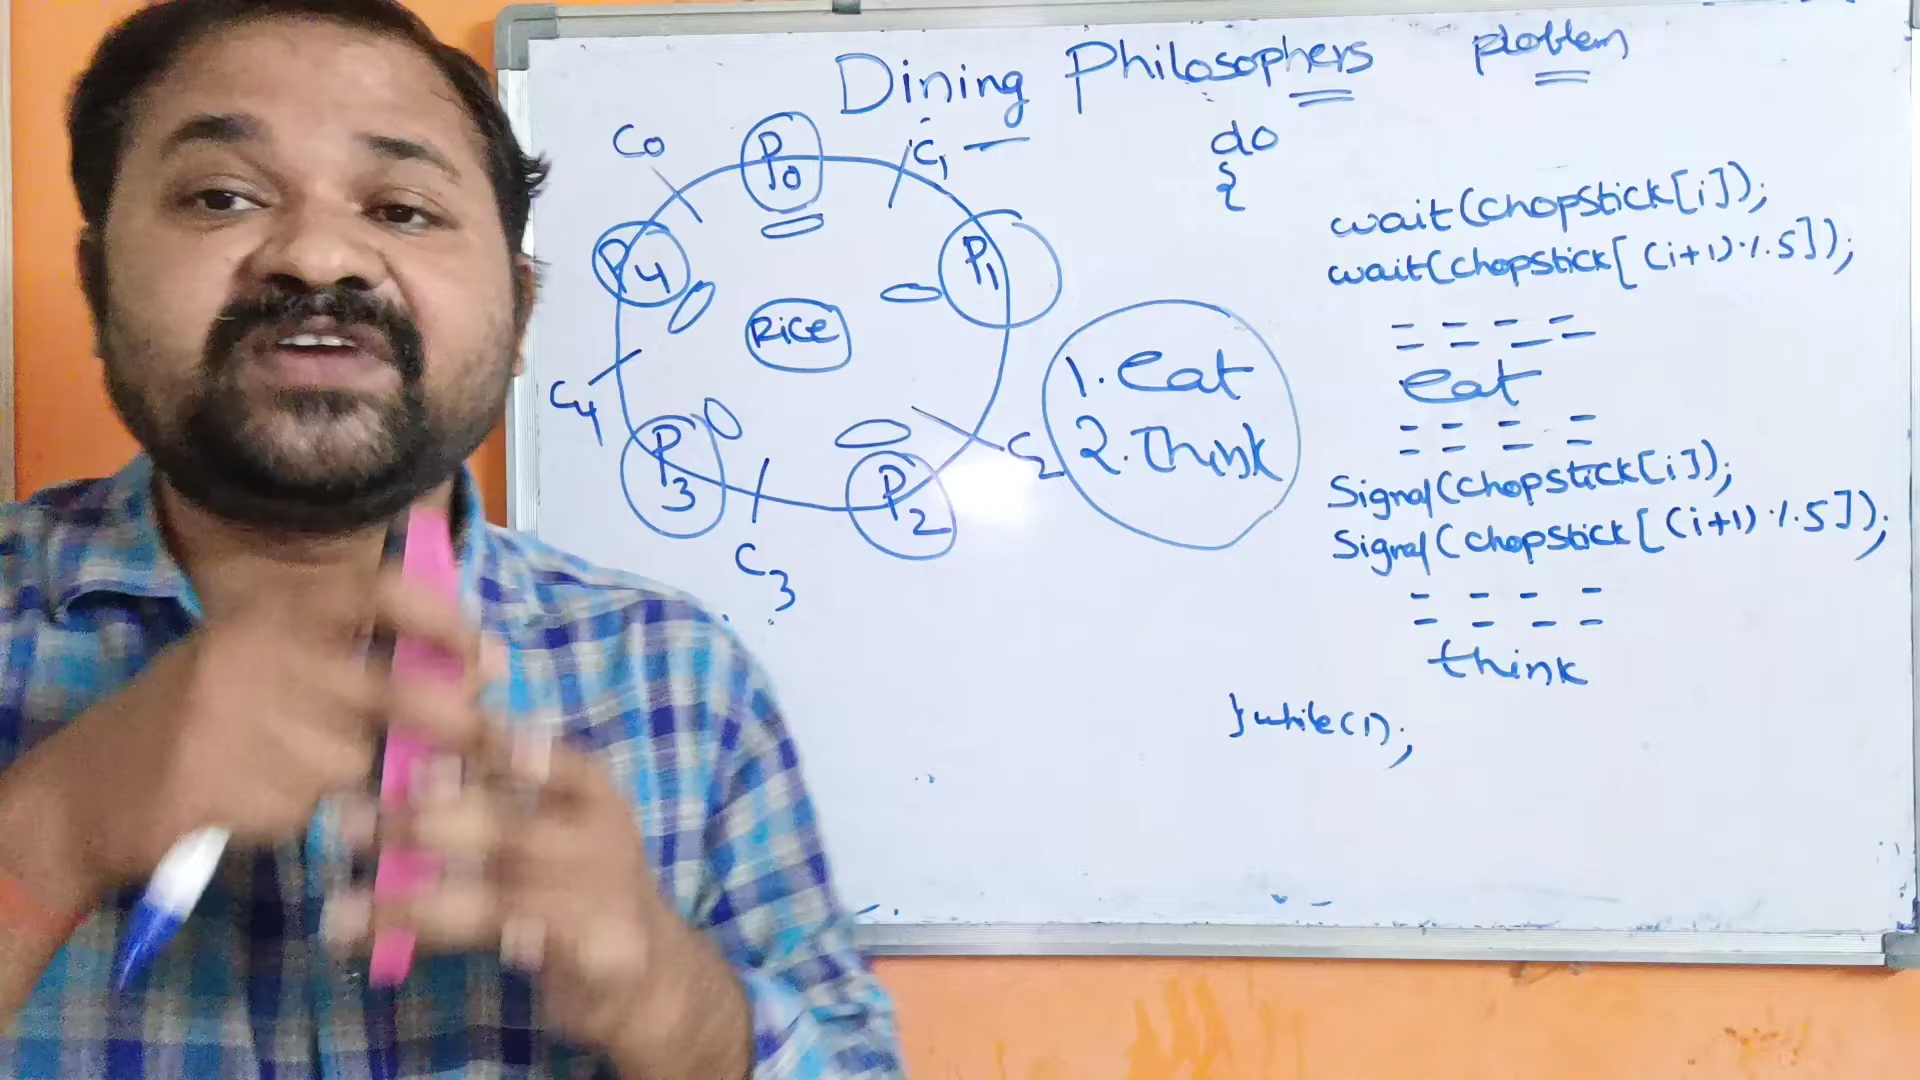 Dining Philosophers problem
C0
P0
C1
P4
P1
Rice
C4
P3
P2
C2
C3
1. eat
2. Think
do
{
wait(chopstick[i]);
wait(chopstick[(i+1)%5]);
eat
Signal(chopstick[i]);
Signal(chopstick[(i+1)%5]);
think
}while(1);